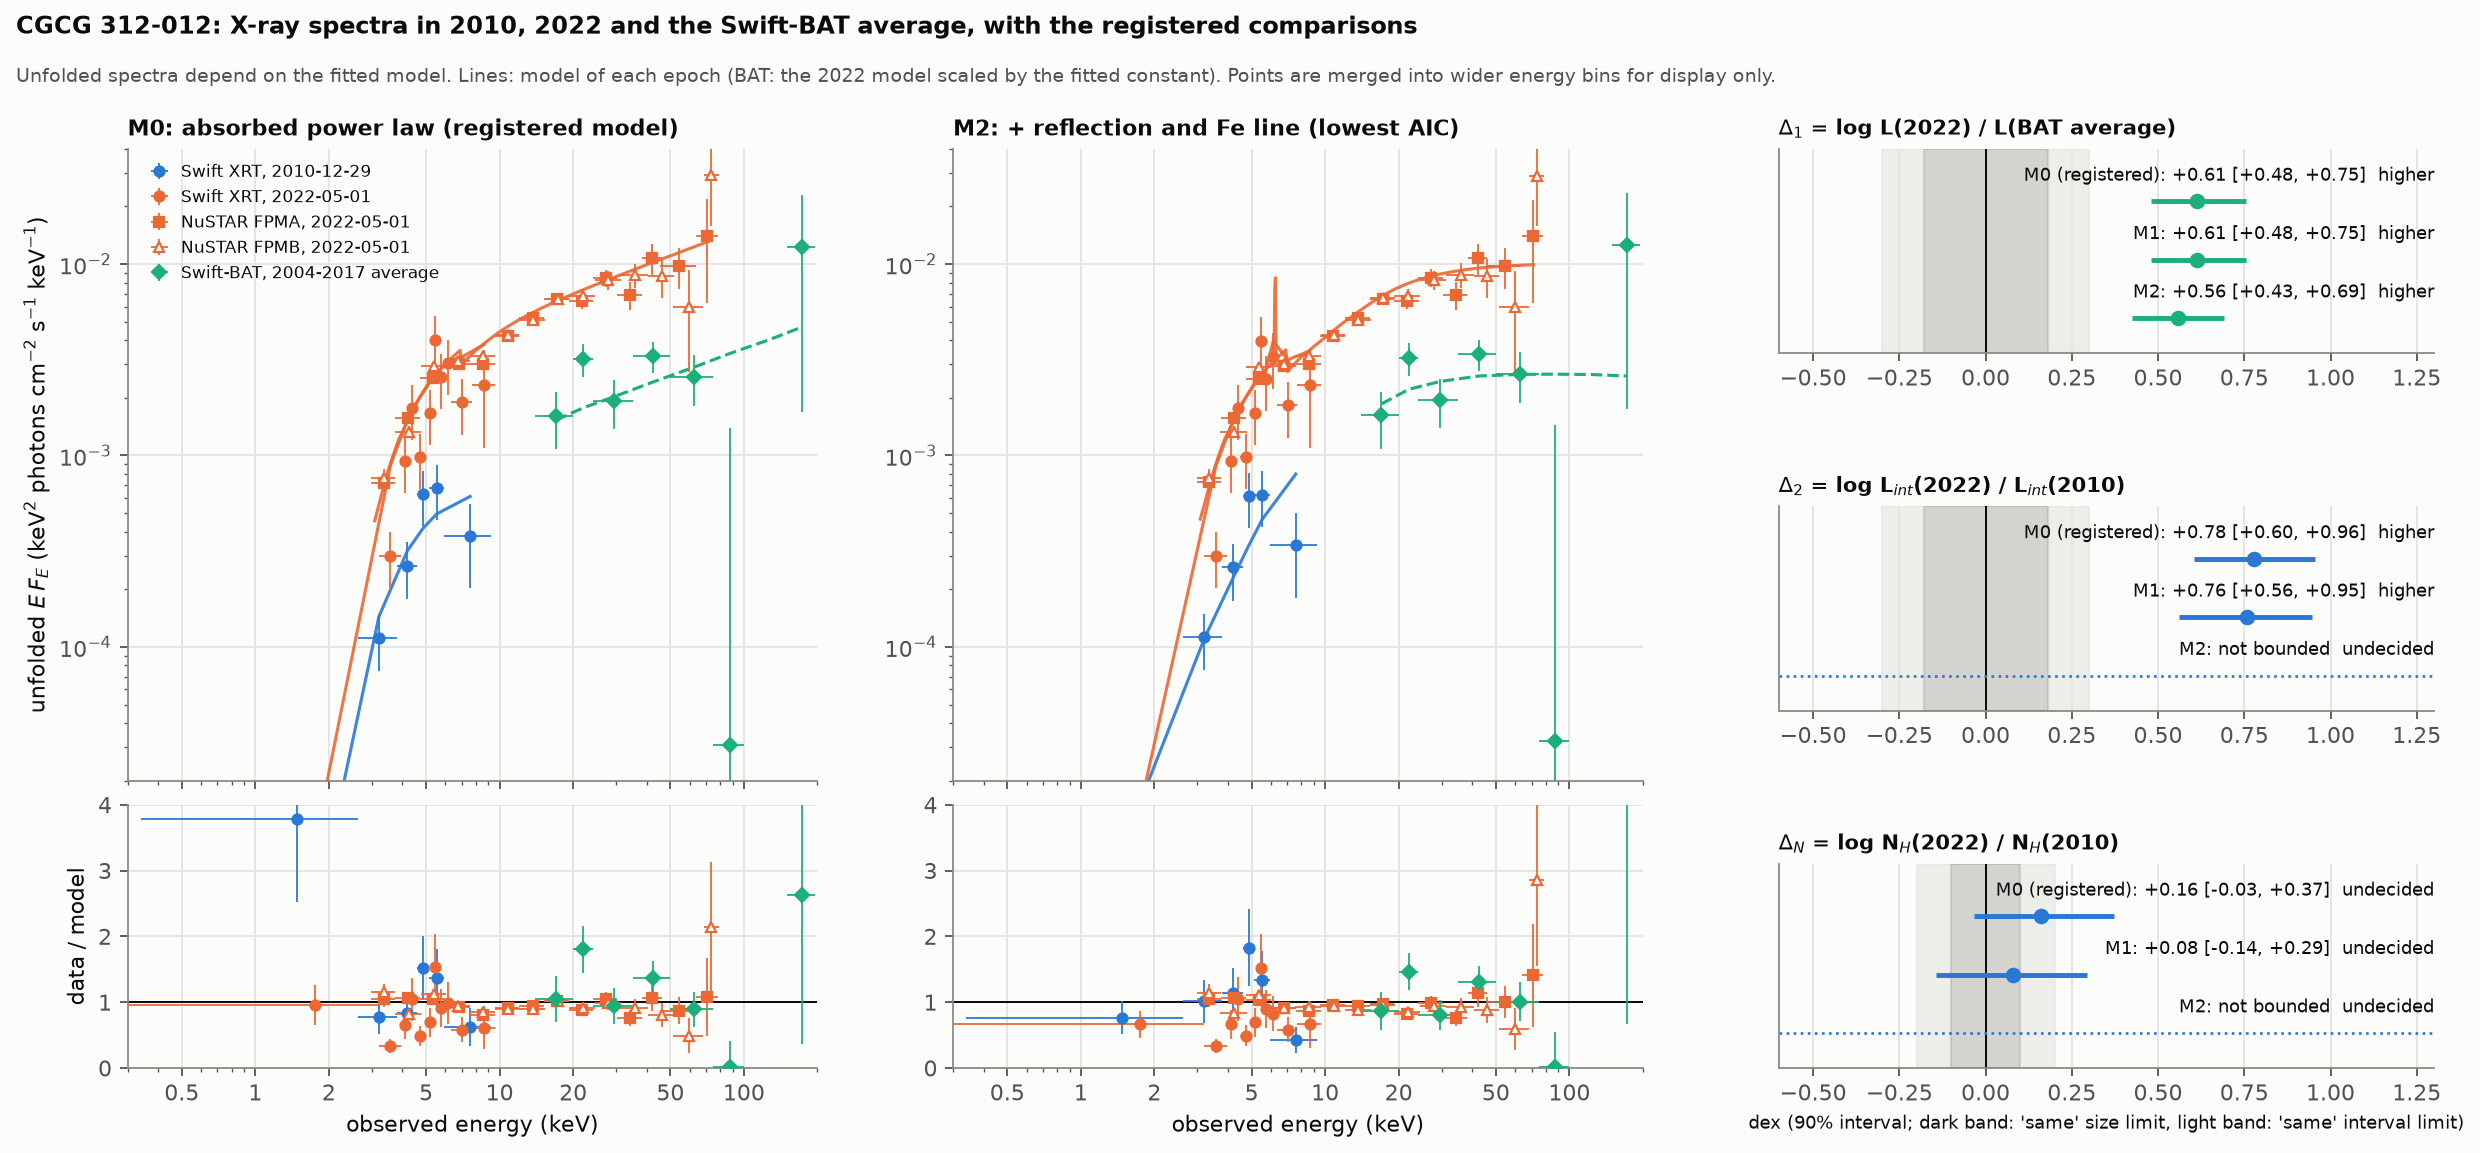 CGCG 312-012: X-ray spectra in 2010, 2022 and the Swift-BAT average, with the registered comparisons
Unfolded spectra depend on the fitted model. Lines: model of each epoch (BAT: the 2022 model scaled by the fitted constant). Points are merged into wider energy bins for display only.
M0: absorbed power law (registered model)
Swift XRT, 2010-12-29
Swift XRT, 2022-05-01
NuSTAR FPMA, 2022-05-01
NuSTAR FPMB, 2022-05-01
Swift-BAT, 2004-2017 average
10⁻²
10⁻³
10⁻⁴
unfolded E F_E (keV² photons cm⁻² s⁻¹ keV⁻¹)
4
3
2
1
0
data / model
0.5 1 2 5 10 20 50 100
observed energy (keV)
M2: + reflection and Fe line (lowest AIC)
10⁻²
10⁻³
10⁻⁴
4
3
2
1
0
0.5 1 2 5 10 20 50 100
observed energy (keV)
Δ₁ = log L(2022) / L(BAT average)
M0 (registered): +0.61 [+0.48, +0.75] higher
M1: +0.61 [+0.48, +0.75] higher
M2: +0.56 [+0.43, +0.69] higher
−0.50 −0.25 0.00 0.25 0.50 0.75 1.00 1.25
Δ₂ = log L_int(2022) / L_int(2010)
M0 (registered): +0.78 [+0.60, +0.96] higher
M1: +0.76 [+0.56, +0.95] higher
M2: not bounded undecided
−0.50 −0.25 0.00 0.25 0.50 0.75 1.00 1.25
Δ_N = log N_H(2022) / N_H(2010)
M0 (registered): +0.16 [-0.03, +0.37] undecided
M1: +0.08 [-0.14, +0.29] undecided
M2: not bounded undecided
−0.50 −0.25 0.00 0.25 0.50 0.75 1.00 1.25
dex (90% interval; dark band: 'same' size limit, light band: 'same' interval limit)